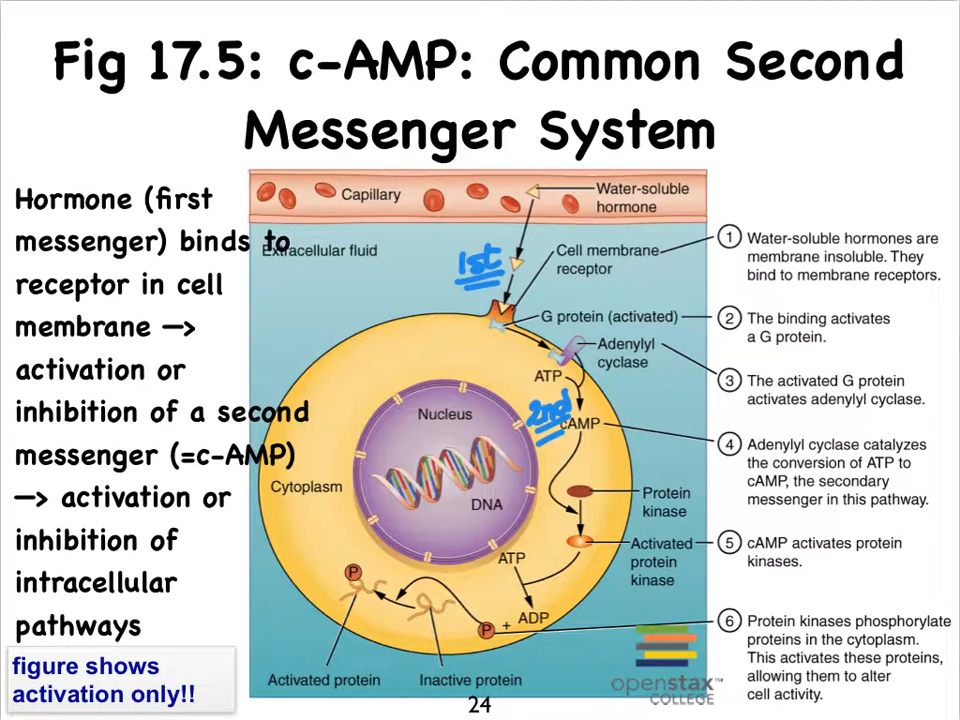 Fig 17.5: c-AMP: Common Second
Messenger System
Hormone (first
messenger) binds to
receptor in cell
membrane —>
activation or
inhibition of a second
messenger (=c-AMP)
—> activation or
inhibition of
intracellular
pathways
figure shows
activation only!!
Capillary
Water-soluble
hormone
Extracellular fluid
1st
Cell membrane
receptor
G protein (activated)
Adenylyl
cyclase
ATP
2nd
cAMP
Nucleus
DNA
Cytoplasm
Protein
kinase
Activated
protein
kinase
ATP
ADP
P
P
+
Activated protein
Inactive protein
1 Water-soluble hormones are
membrane insoluble. They
bind to membrane receptors.
2 The binding activates
a G protein.
3 The activated G protein
activates adenylyl cyclase.
4 Adenylyl cyclase catalyzes
the conversion of ATP to
cAMP, the secondary
messenger in this pathway.
5 cAMP activates protein
kinases.
6 Protein kinases phosphorylate
proteins in the cytoplasm.
This activates these proteins,
allowing them to alter
cell activity.
openstax™
COLLEGE
24